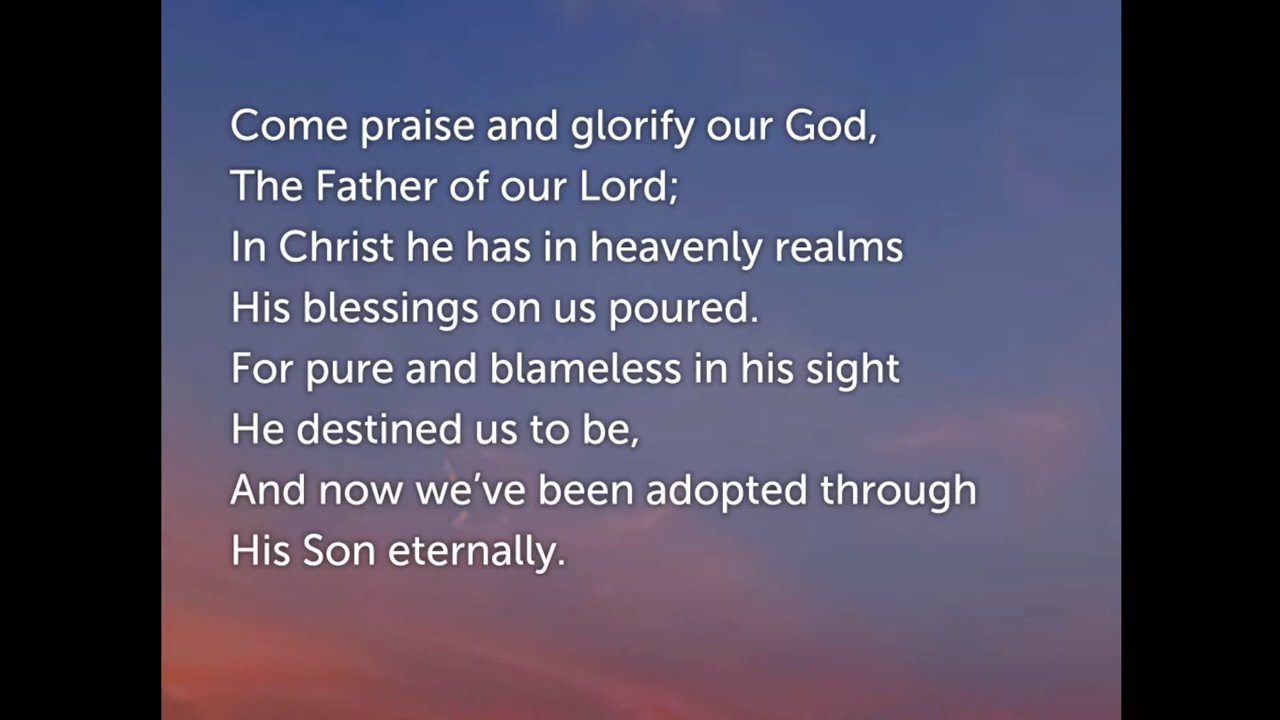 Come praise and glorify our God,
The Father of our Lord;
In Christ he has in heavenly realms
His blessings on us poured.
For pure and blameless in his sight
He destined us to be,
And now we’ve been adopted through
His Son eternally.